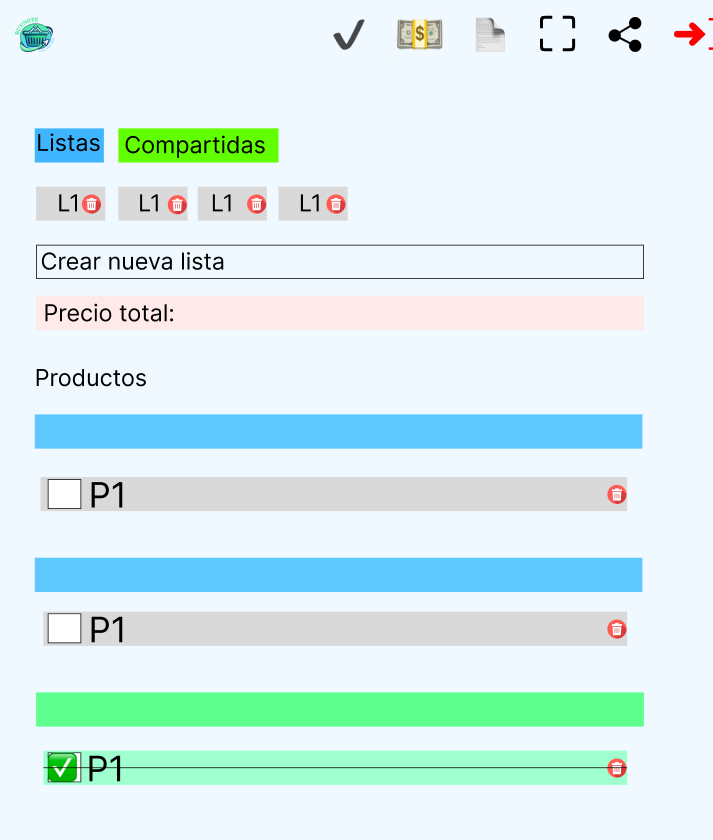 Listas
Compartidas
L1 L1 L1 L1
Crear nueva lista
Precio total:
Productos
P1
P1
P1